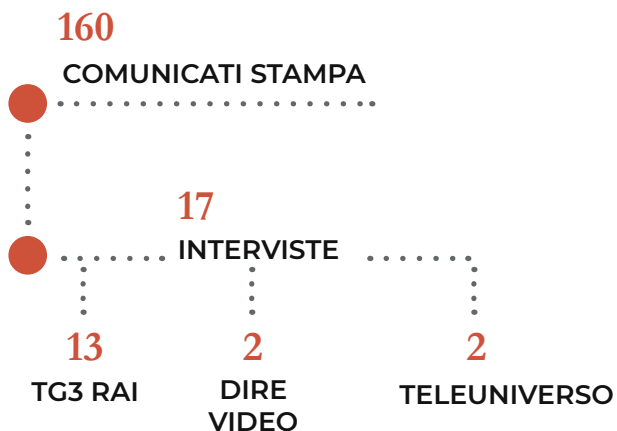 160
COMUNICATI STAMPA
17
INTERVISTE
13
TG3 RAI
2
DIRE
VIDEO
2
TELEUNIVERSO